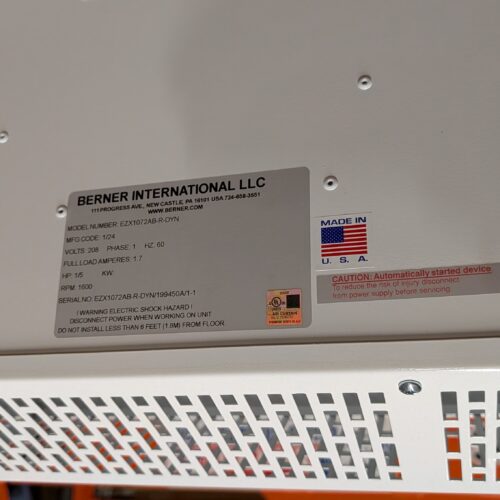 BERNER INTERNATIONAL LLC
111 PROGRESS AVE., NEW CASTLE, PA 16101 USA 724-658-3551
WWW.BERNER.COM
MODEL NUMBER: EZX1072AB-R-DYN
MFG CODE: 1/24
VOLTS: 208 PHASE: 1 HZ: 60
FULL LOAD AMPERES: 1.7
HP: 1/5 KW:
RPM: 1600
SERIAL NO: EZX1072AB-R-DYN/199450A/1-1
! WARNING ELECTRIC SHOCK HAZARD !
DISCONNECT POWER WHEN WORKING ON UNIT
DO NOT INSTALL LESS THAN 6 FEET (1.8M) FROM FLOOR.
AIR CURTAIN
MADE IN
U. S. A.
CAUTION: Automatically started device
To reduce the risk of injury disconnect
from power supply before servicing.